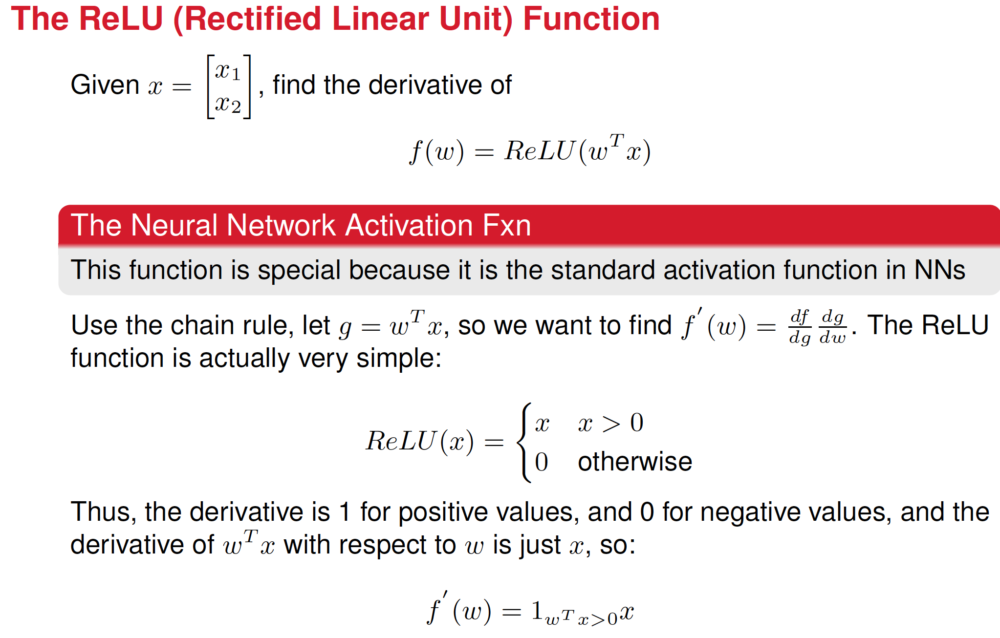 The ReLU (Rectified Linear Unit) Function
Given $x = \begin{bmatrix} x_1 \\ x_2 \end{bmatrix}$, find the derivative of
$f(w) = ReLU(w^T x)$
The Neural Network Activation Fxn
This function is special because it is the standard activation function in NNs
Use the chain rule, let $g = w^T x$, so we want to find $f^{'}(w) = \frac{df}{dg}\frac{dg}{dw}$. The ReLU
function is actually very simple:
$ReLU(x) = \begin{cases} x & x > 0 \\ 0 & \text{otherwise} \end{cases}$
Thus, the derivative is 1 for positive values, and 0 for negative values, and the
derivative of $w^T x$ with respect to $w$ is just $x$, so:
$f^{'}(w) = 1_{w^T x > 0} x$